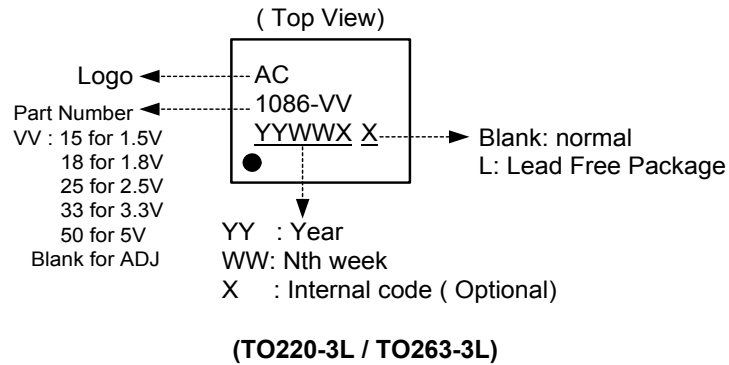 ( Top View)
Logo
AC
Part Number
1086-VV
VV : 15 for 1.5V
18 for 1.8V
25 for 2.5V
33 for 3.3V
50 for 5V
Blank for ADJ
YYWWX X
Blank: normal
L: Lead Free Package
YY : Year
WW: Nth week
X : Internal code ( Optional)
(TO220-3L / TO263-3L)